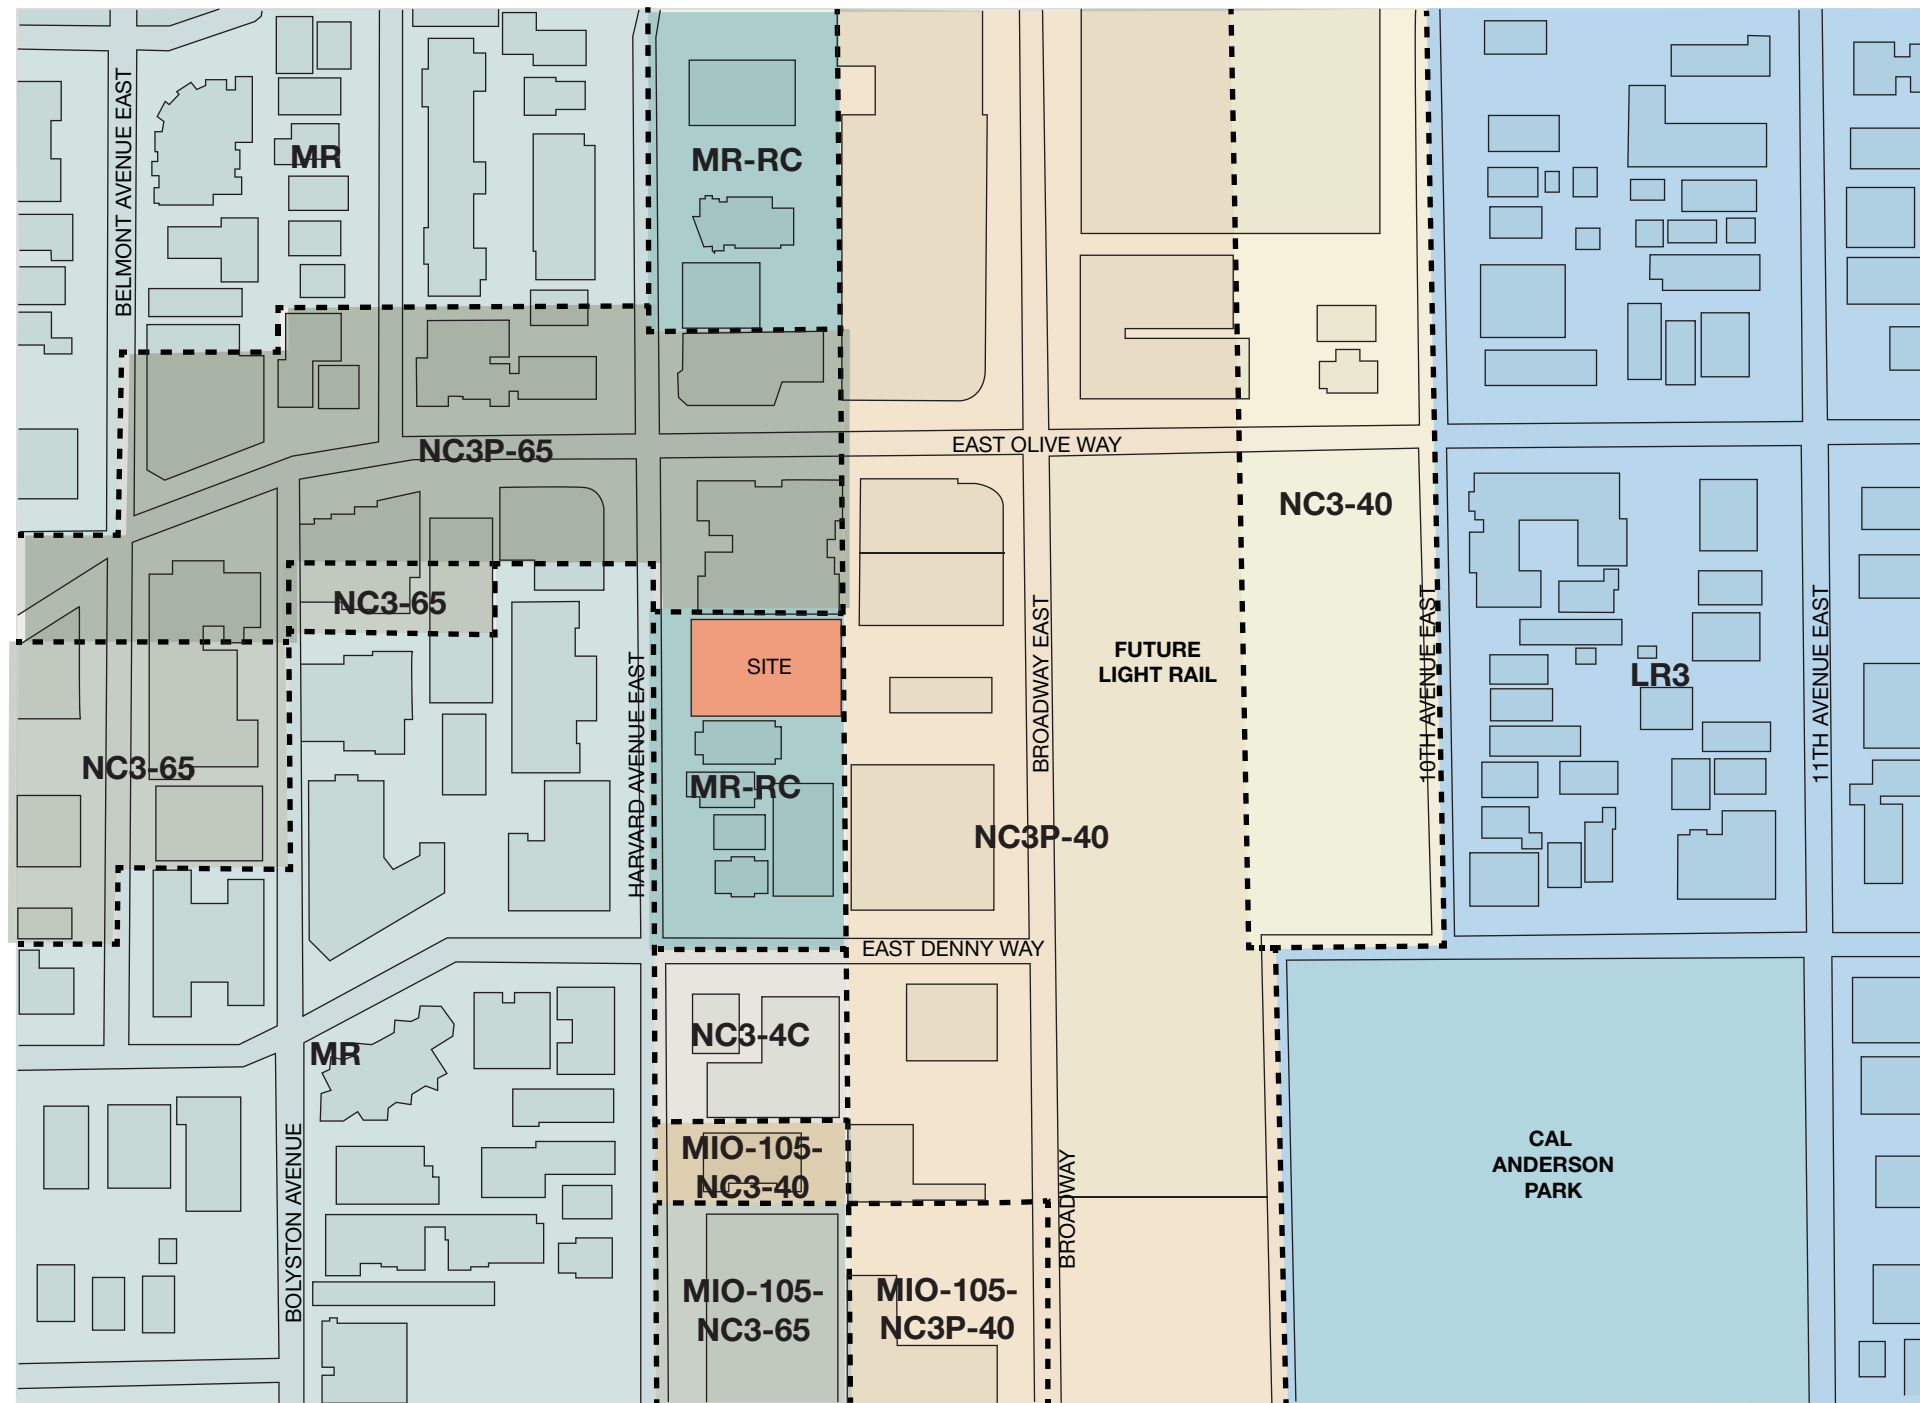 BELMONT AVENUE EAST
MR
MR-RC
NC3P-65
EAST OLIVE WAY
NC3-40
NC3-65
SITE
HARVARD AVENUE EAST
BROADWAY EAST
FUTURE
LIGHT RAIL
10TH AVENUE EAST
LR3
11TH AVENUE EAST
NC3-65
MR-RC
NC3P-40
EAST DENNY WAY
MR
NC3-4C
BOLYSTON AVENUE
MIO-105-
NC3-40
BROADWAY
CAL
ANDERSON
PARK
MIO-105-
NC3-65
MIO-105-
NC3P-40